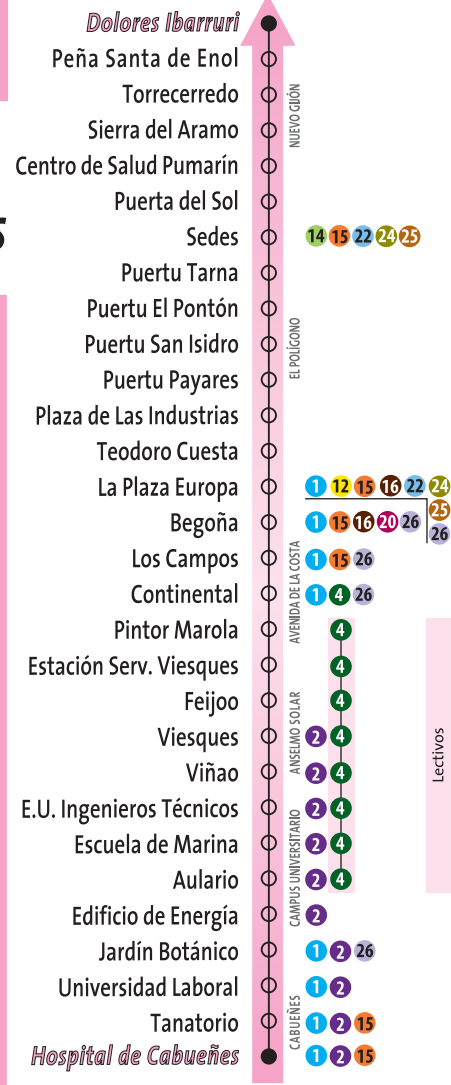 Dolores Ibarruri
Peña Santa de Enol
Torrecerredo
NUEVO GIJÓN
Sierra del Aramo
Centro de Salud Pumarín
Puerta del Sol
5
Sedes 14 15 22 24 25
Puertu Tarna
Puertu El Pontón
EL POLÍGONO
Puertu San Isidro
Puertu Payares
Plaza de Las Industrias
Teodoro Cuesta
La Plaza Europa 1 12 15 16 22 24
25
26
Begoña 1 15 16 20 26
AVENIDA DE LA COSTA
Los Campos 1 15 26
Continental 1 4 26
Pintor Marola 4
Estación Serv. Viesques 4
Feijoo 4
ANSELMO SOLAR
Viesques 2 4
Lectivos
Viñao 2 4
E.U. Ingenieros Técnicos 2 4
CAMPUS UNIVERSITARIO
Escuela de Marina 2 4
Aulario 2 4
Edificio de Energía 2
Jardín Botánico 1 2 26
Universidad Laboral 1 2
CABUEÑES
Tanatorio 1 2 15
Hospital de Cabueñes 1 2 15